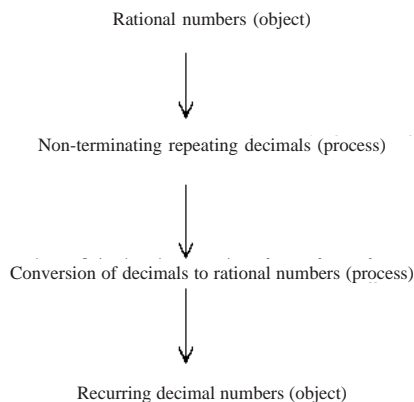 Rational numbers (object)
Non-terminating repeating decimals (process)
Conversion of decimals to rational numbers (process)
Recurring decimal numbers (object)